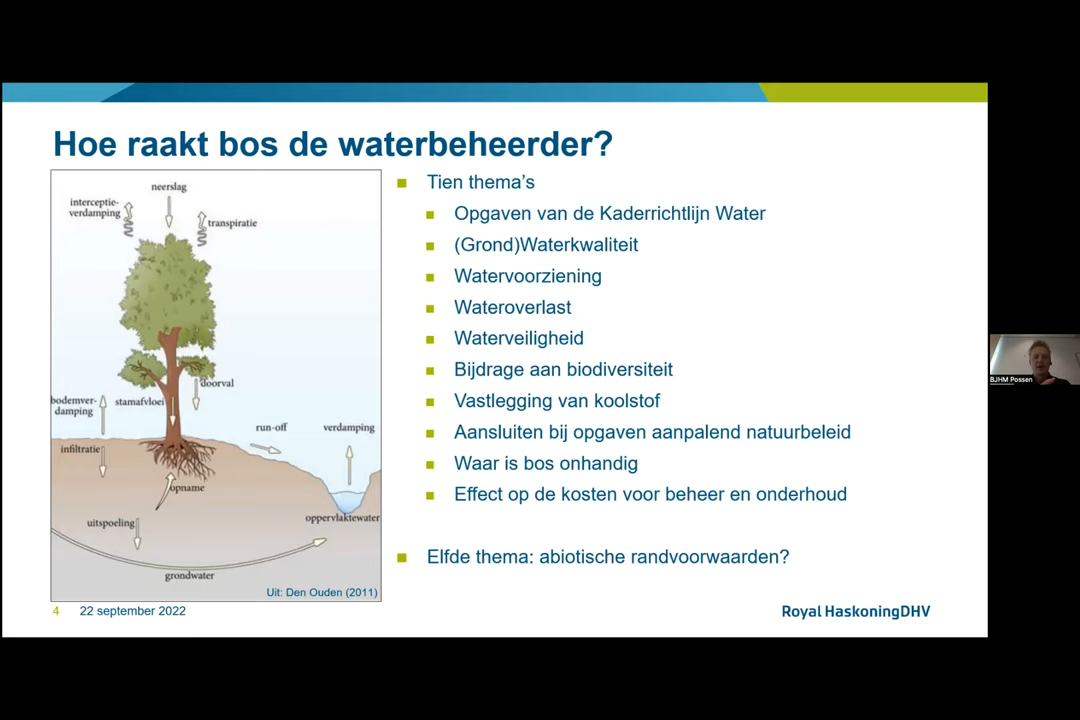 Hoe raakt bos de waterbeheerder?
neerslag
interceptie-
verdamping
transpiratie
doorval
bodemver-
damping
stamafvloei
run-off
verdamping
infiltratie
opname
uitspoeling
oppervlaktewater
grondwater
Uit: Den Ouden (2011)
Tien thema's
Opgaven van de Kaderrichtlijn Water
(Grond)Waterkwaliteit
Watervoorziening
Wateroverlast
Waterveiligheid
Bijdrage aan biodiversiteit
Vastlegging van koolstof
Aansluiten bij opgaven aanpalend natuurbeleid
Waar is bos onhandig
Effect op de kosten voor beheer en onderhoud
Elfde thema: abiotische randvoorwaarden?
4 22 september 2022
Royal HaskoningDHV
BJHM Possen